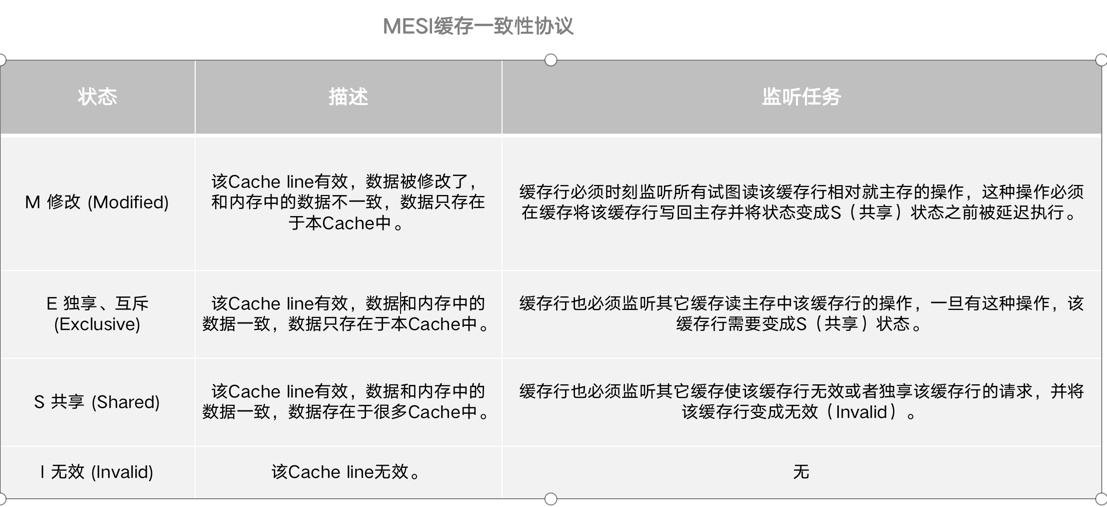 MESI缓存一致性协议
状态
描述
监听任务
M 修改 (Modified)
该Cache line有效，数据被修改了，
和内存中的数据不一致，数据只存在
于本Cache中。
缓存行必须时刻监听所有试图读该缓存行相对就主存的操作，这种操作必须
在缓存将该缓存行写回主存并将状态变成S（共享）状态之前被延迟执行。
E 独享、互斥
(Exclusive)
该Cache line有效，数据和内存中的
数据一致，数据只存在于本Cache中。
缓存行也必须监听其它缓存读主存中该缓存行的操作，一旦有这种操作，该
缓存行需要变成S（共享）状态。
S 共享 (Shared)
该Cache line有效，数据和内存中的
数据一致，数据存在于很多Cache中。
缓存行也必须监听其它缓存使该缓存行无效或者独享该缓存行的请求，并将
该缓存行变成无效（Invalid）。
I 无效 (Invalid)
该Cache line无效。
无